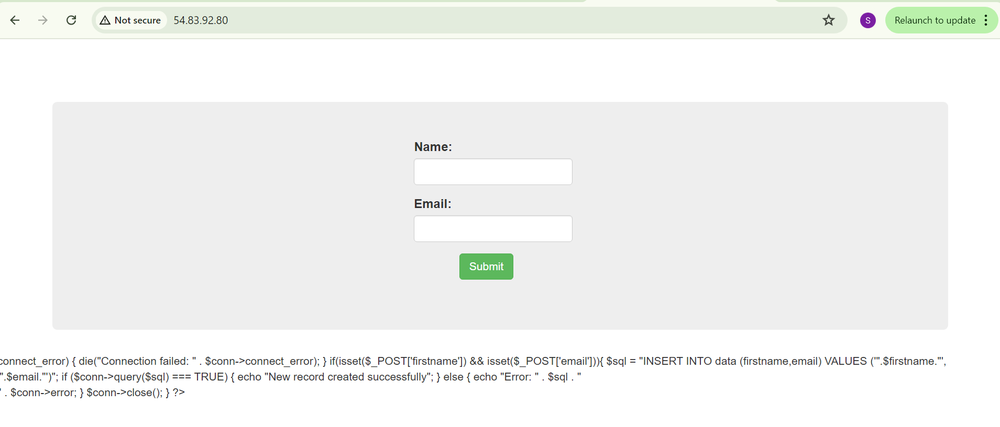 Not secure 54.83.92.80 S Relaunch to update
Name:
Email:
Submit
connect_error) { die("Connection failed: " . $conn->connect_error); } if(isset($_POST['firstname']) && isset($_POST['email'])){ $sql = "INSERT INTO data (firstname,email) VALUES ('".$firstname."',
".$email."')"; if ($conn->query($sql) === TRUE) { echo "New record created successfully"; } else { echo "Error: " . $sql . "
" . $conn->error; } $conn->close(); } ?>